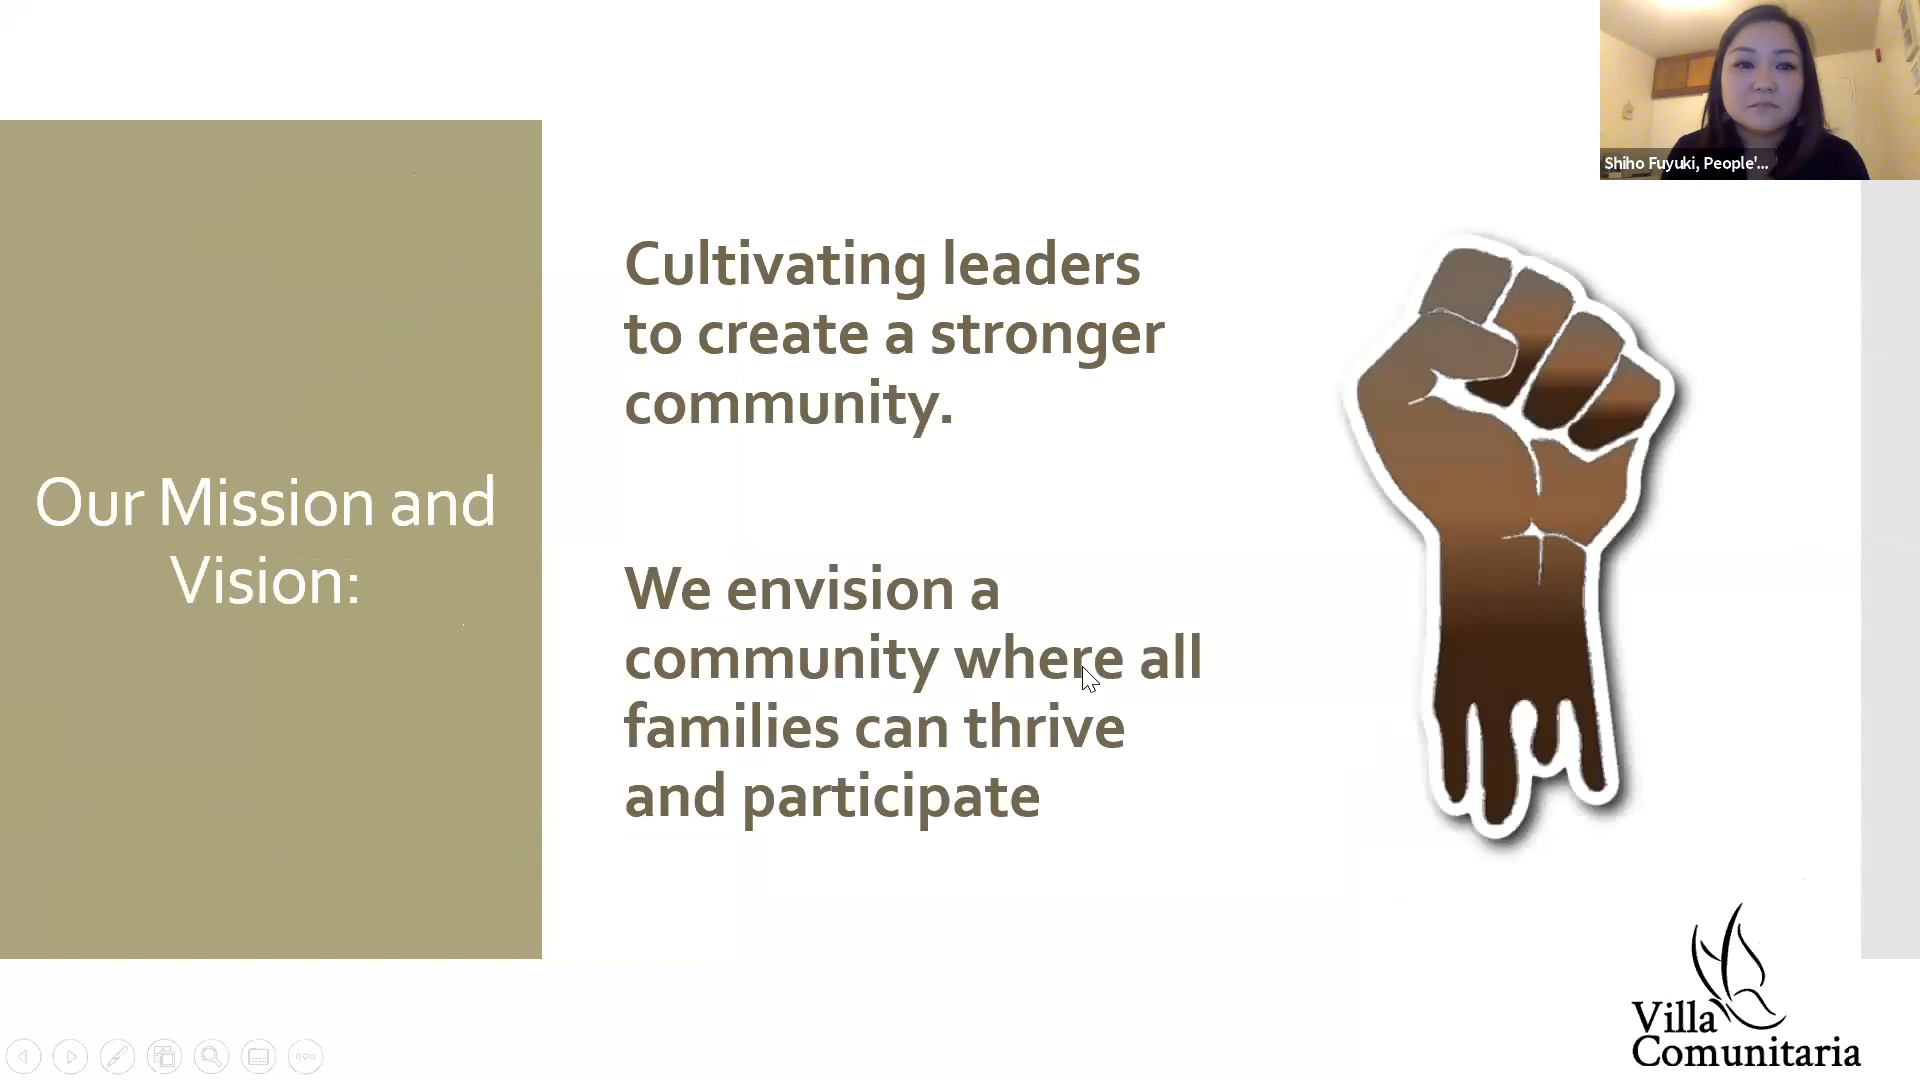 Shiho Fuyuki, People'...
Our Mission and
Vision:
Cultivating leaders
to create a stronger
community.
We envision a
community where all
families can thrive
and participate
Villa
Comunitaria